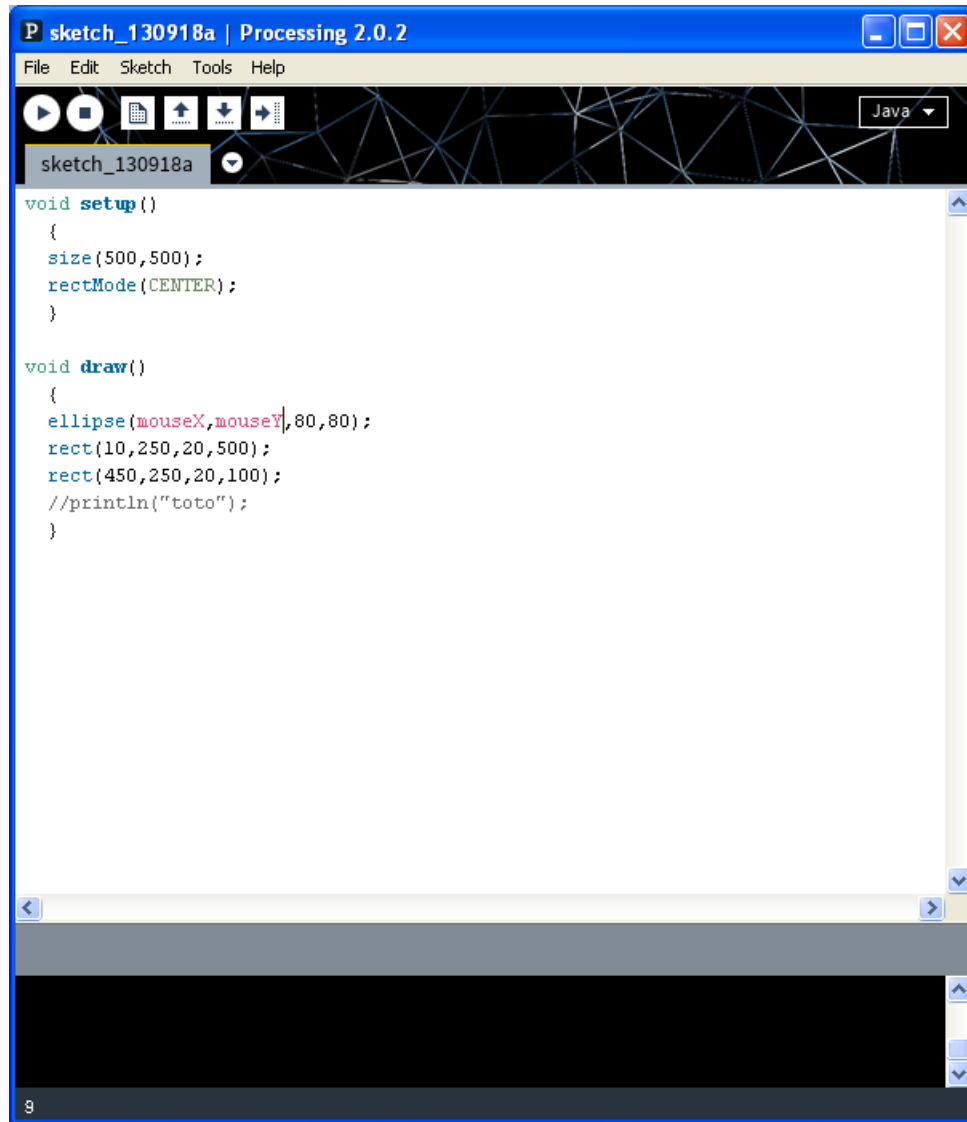 P sketch_130918a | Processing 2.0.2
File Edit Sketch Tools Help
Java
sketch_130918a
void setup()
{
size(500,500);
rectMode(CENTER);
}
void draw()
{
ellipse(mouseX,mouseY,80,80);
rect(10,250,20,500);
rect(450,250,20,100);
//println("toto");
}
9